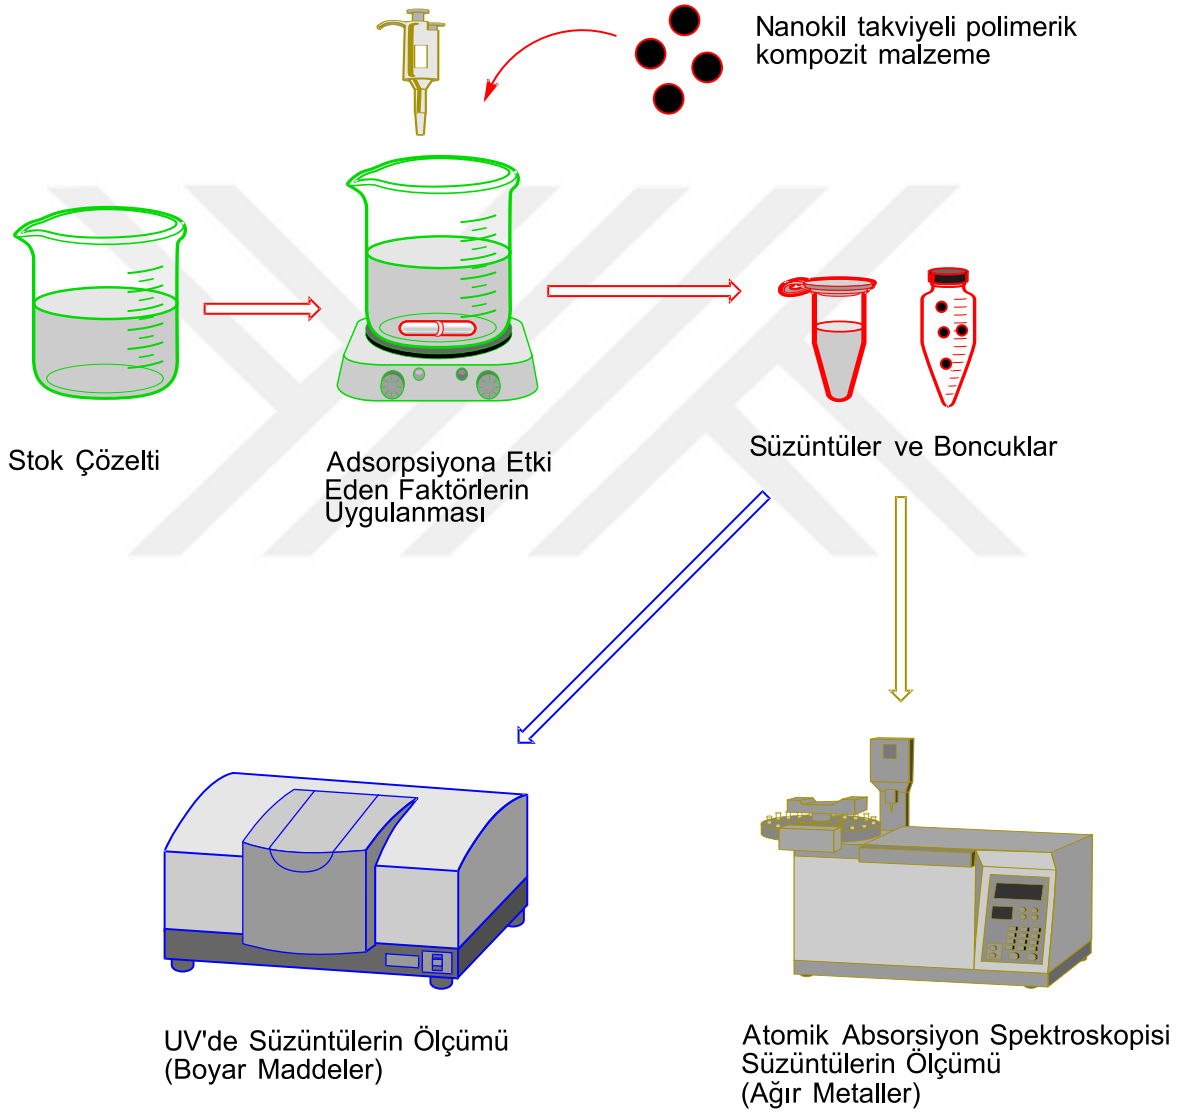 Nanokil takviyeli polimerik
kompozit malzeme
Stok Çözelti
Adsorpsiyona Etki
Eden Faktörlerin
Uygulanması
Süzüntüler ve Boncuklar
UV'de Süzüntülerin Ölçümü
(Boyar Maddeler)
Atomik Absorsiyon Spektroskopisi
Süzüntülerin Ölçümü
(Ağır Metaller)